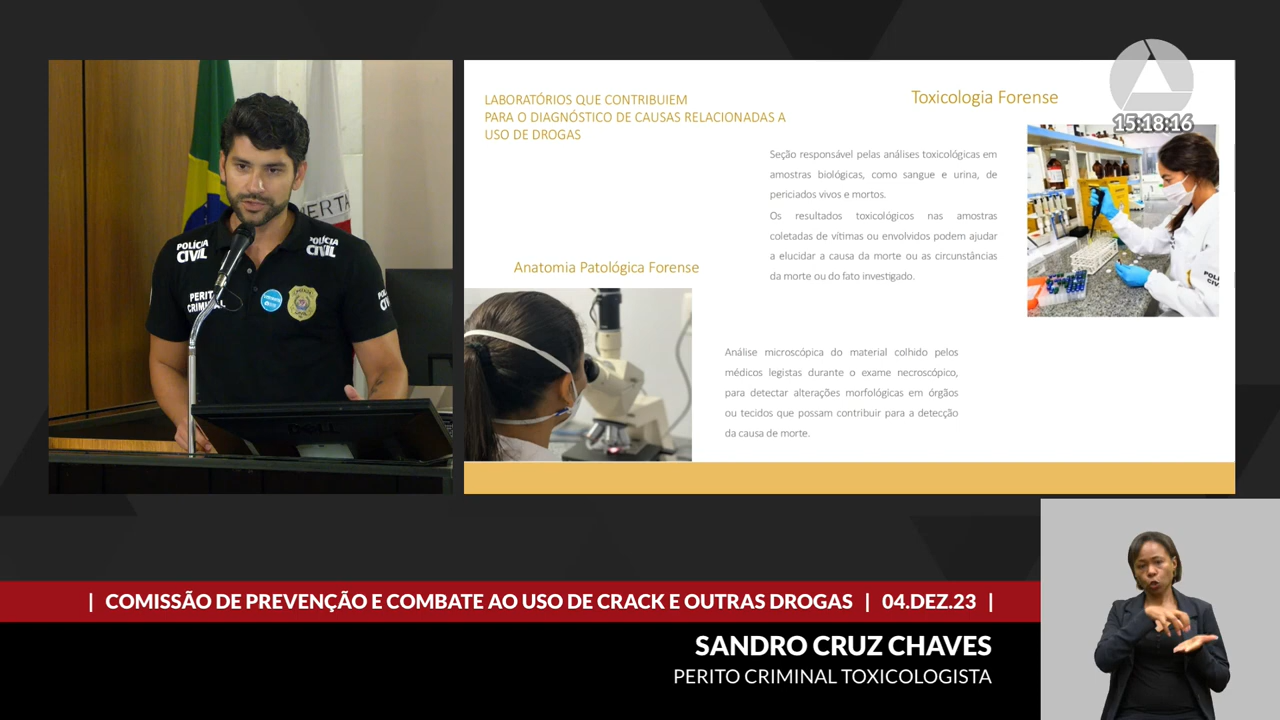 15:18:16
LABORATÓRIOS QUE CONTRIBUIEM
PARA O DIAGNÓSTICO DE CAUSAS RELACIONADAS A
USO DE DROGAS
Toxicologia Forense
Seção responsável pelas análises toxicológicas em
amostras biológicas, como sangue e urina, de
periciados vivos e mortos.
Os resultados toxicológicos nas amostras
coletadas de vítimas ou envolvidos podem ajudar
a elucidar a causa da morte ou as circunstâncias
da morte ou do fato investigado.
Anatomia Patológica Forense
Análise microscópica do material colhido pelos
médicos legistas durante o exame necroscópico,
para detectar alterações morfológicas em órgãos
ou tecidos que possam contribuir para a detecção
da causa de morte.
POLÍCIA
CIVIL
POLÍCIA
CIVIL
DELL
| COMISSÃO DE PREVENÇÃO E COMBATE AO USO DE CRACK E OUTRAS DROGAS | 04.DEZ.23 |
SANDRO CRUZ CHAVES
PERITO CRIMINAL TOXICOLOGISTA